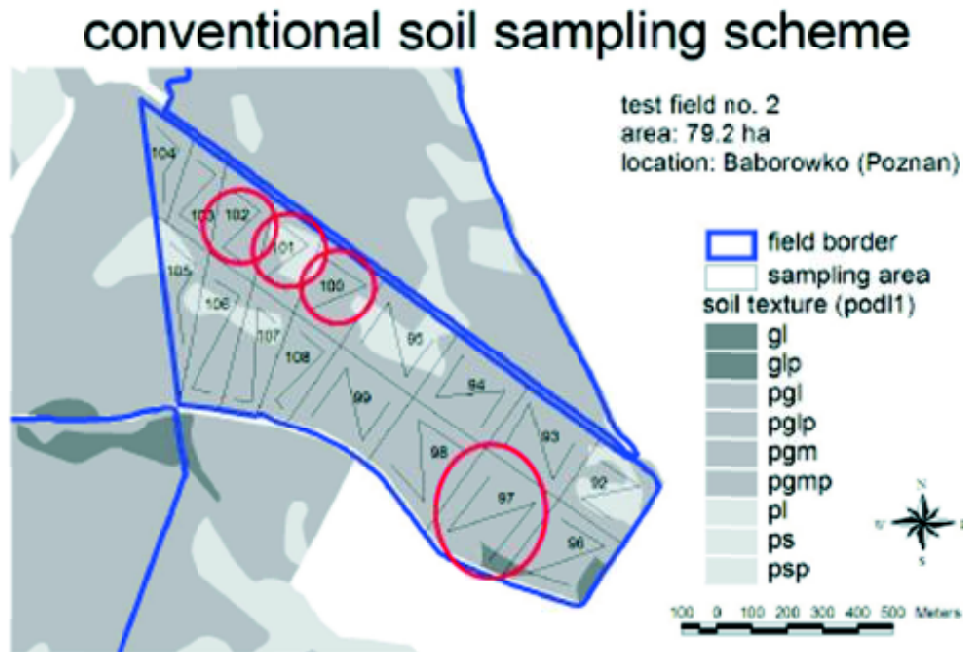 conventional soil sampling scheme
test field no. 2
area: 79.2 ha
location: Baborowko (Poznan)
104
103
102
101
105
100
106
107
95
108
99
94
93
98
92
97
96
field border
sampling area
soil texture (podl1)
gl
glp
pgl
pglp
pgm
pgmp
pl
ps
psp
N
W
E
S
100 0 100 200 300 400 500 Meters